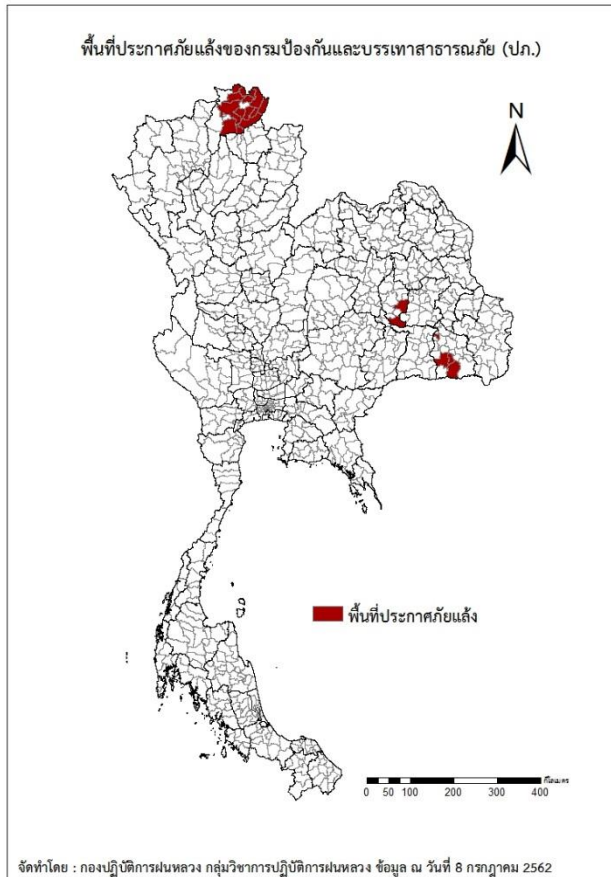 พื้นที่ประกาศภัยแล้งของกรมป้องกันและบรรเทาสาธารณภัย (ปภ.)
N
พื้นที่ประกาศภัยแล้ง
กิโลเมตร
0 50 100 200 300 400
จัดทำโดย : กองปฏิบัติการฝนหลวง กลุ่มวิชาการปฏิบัติการฝนหลวง ข้อมูล ณ วันที่ 8 กรกฎาคม 2562